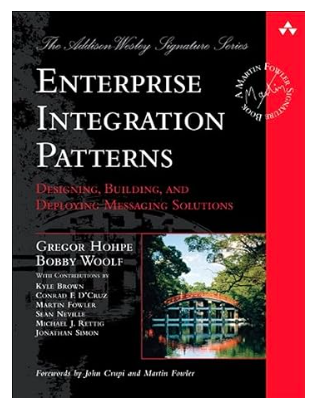 The Addison Wesley Signature Series
ENTERPRISE
INTEGRATION
PATTERNS
DESIGNING, BUILDING, AND
DEPLOYING MESSAGING SOLUTIONS
A MARTIN FOWLER SIGNATURE BOOK
Martin
GREGOR HOHPE
BOBBY WOOLF
WITH CONTRIBUTIONS BY
KYLE BROWN
CONRAD F. D'CRUZ
MARTIN FOWLER
SEAN NEVILLE
MICHAEL J. RETTIG
JONATHAN SIMON
Forewords by John Crupi and Martin Fowler